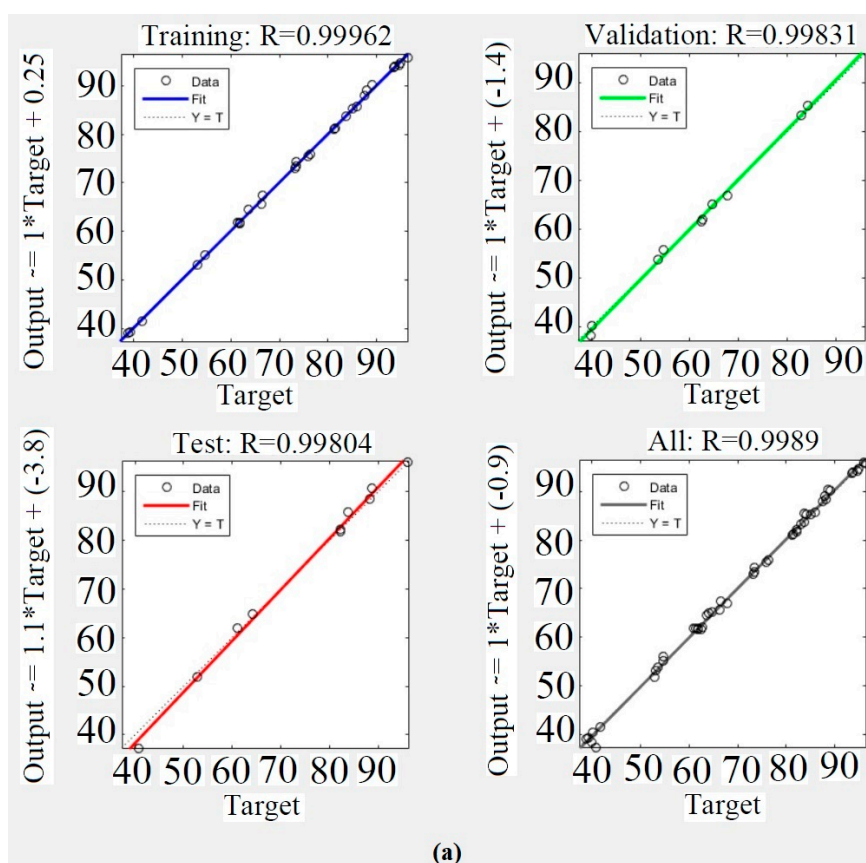 Training: R=0.99962
Output ~= 1*Target + 0.25
90
80
70
60
50
40
Data
Fit
Y = T
40 50 60 70 80 90
Target
Validation: R=0.99831
Output ~= 1*Target + (-1.4)
90
80
70
60
50
40
Data
Fit
Y = T
40 50 60 70 80 90
Target
Test: R=0.99804
Output ~= 1.1*Target + (-3.8)
90
80
70
60
50
40
Data
Fit
Y = T
40 50 60 70 80 90
Target
All: R=0.9989
Output ~= 1*Target + (-0.9)
90
80
70
60
50
40
Data
Fit
Y = T
40 50 60 70 80 90
Target
(a)